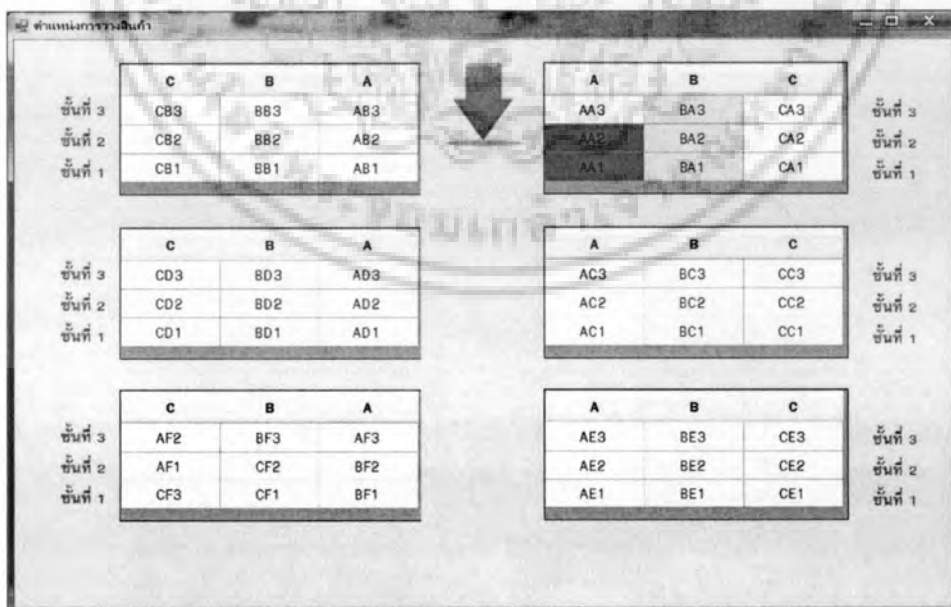 ตำแหน่งการวางสินค้า
C B A
ชั้นที่ 3 CB3 BB3 AB3
ชั้นที่ 2 CB2 BB2 AB2
ชั้นที่ 1 CB1 BB1 AB1
A B C
AA3 BA3 CA3 ชั้นที่ 3
AA2 BA2 CA2 ชั้นที่ 2
AA1 BA1 CA1 ชั้นที่ 1
C B A
ชั้นที่ 3 CD3 BD3 AD3
ชั้นที่ 2 CD2 BD2 AD2
ชั้นที่ 1 CD1 BD1 AD1
A B C
AC3 BC3 CC3 ชั้นที่ 3
AC2 BC2 CC2 ชั้นที่ 2
AC1 BC1 CC1 ชั้นที่ 1
C B A
ชั้นที่ 3 AF2 BF3 AF3
ชั้นที่ 2 AF1 CF2 BF2
ชั้นที่ 1 CF3 CF1 BF1
A B C
AE3 BE3 CE3 ชั้นที่ 3
AE2 BE2 CE2 ชั้นที่ 2
AE1 BE1 CE1 ชั้นที่ 1